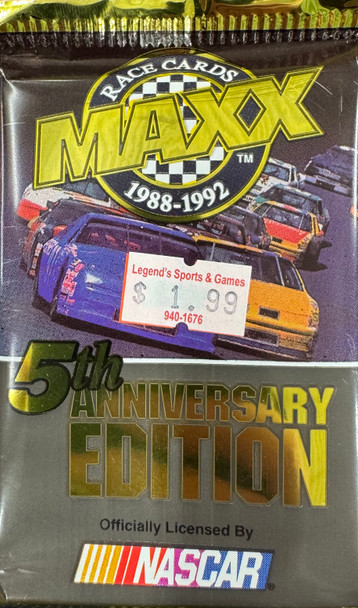 RACE CARDS
MAXX
TM
1988-1992
Legend's Sports & Games
$ 1.99
940-1676
5th
ANNIVERSARY
EDITION
Officially Licensed By
NASCAR